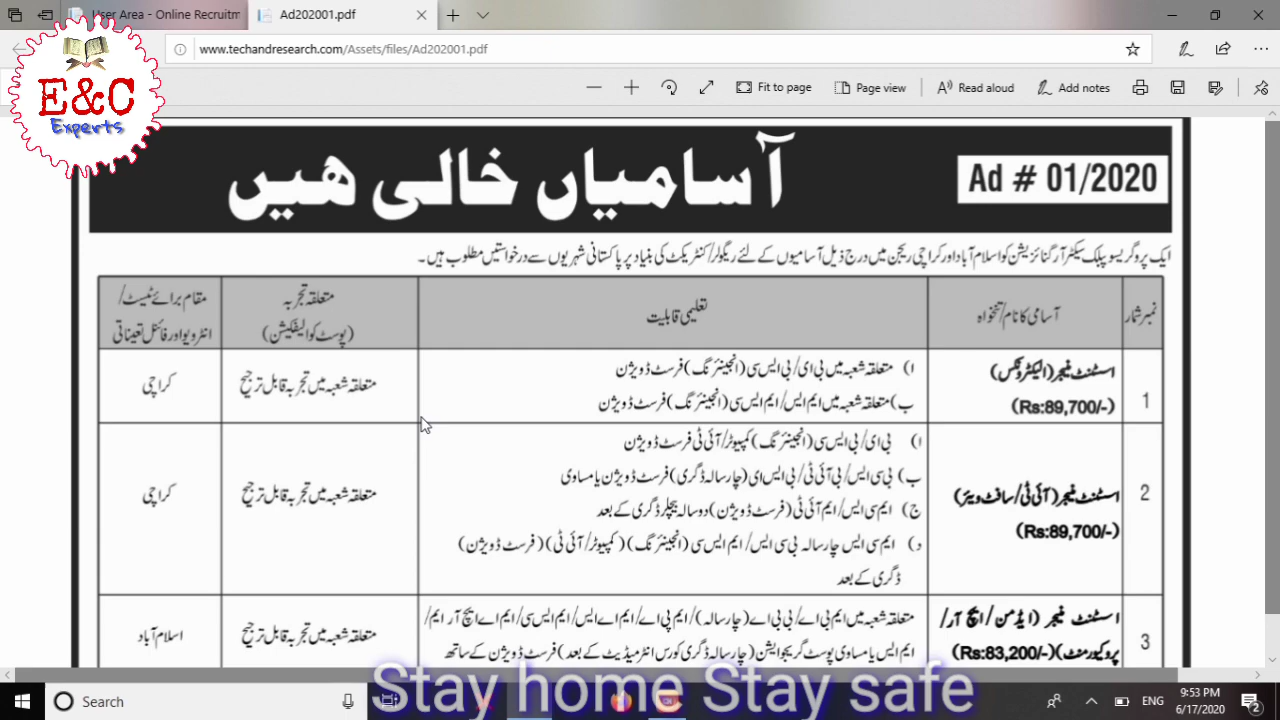 User Area - Online Recruitm
Ad202001.pdf
www.techandresearch.com/Assets/files/Ad202001.pdf
Fit to page
Page view
Read aloud
Add notes
E&C
Experts
آسامیاں خالی ھیں
Ad # 01/2020
ایک پروگریسو پبلک سیکٹر آرگنائزیشن کو اسلام آباد اور کراچی ریجن میں درج ذیل آسامیوں کے لئے ریگولر/کنٹریکٹ کی بنیاد پر پاکستانی شہریوں سے درخواستیں مطلوب ہیں۔
نمبر شمار
آسامی کا نام/تنخواہ
تعلیمی قابلیت
متعلقہ تجربہ
(پوسٹ کوالیفکیشن)
مقام برائے ٹیسٹ/
انٹرویو اور فائنل تعیناتی
1
اسسٹنٹ منیجر (الیکٹرونکس)
(Rs:89,700/-)
ا) متعلقہ شعبہ میں بی ای/بی ایس سی (انجینئرنگ) فرسٹ ڈویژن
ب) متعلقہ شعبہ میں ایم ایس/ایم ایس سی (انجینئرنگ) فرسٹ ڈویژن
متعلقہ شعبہ میں تجربہ قابل ترجیح
کراچی
2
اسسٹنٹ منیجر (آئی ٹی/سافٹ ویئر)
(Rs:89,700/-)
ا) بی ای/بی ایس سی (انجینئرنگ) کمپیوٹر/آئی ٹی فرسٹ ڈویژن
ب) بی سی ایس/بی آئی ٹی/بی ایس ای (چار سالہ ڈگری) فرسٹ ڈویژن یا مساوی
ج) ایم سی ایس/ایم آئی ٹی (فرسٹ ڈویژن) دو سالہ بیچلر ڈگری کے بعد
د) ایم سی ایس چار سالہ بی سی ایس/ایم ایس سی (انجینئرنگ) (کمپیوٹر/آئی ٹی) (فرسٹ ڈویژن)
ڈگری کے بعد
متعلقہ شعبہ میں تجربہ قابل ترجیح
کراچی
3
اسسٹنٹ منیجر (ایڈمن/ایچ آر/
پروکیورمنٹ) (Rs:83,200/-)
متعلقہ شعبہ میں ایم بی اے/بی بی اے (چار سالہ)/ایم پی اے/ایم اے ایس/ایم ایس سی/ایم اے ایچ آر ایم/
ایم ایس یا مساوی پوسٹ گریجوایشن (چار سالہ ڈگری کورس انٹرمیڈیٹ کے بعد) فرسٹ ڈویژن کے ساتھ
متعلقہ شعبہ میں تجربہ قابل ترجیح
اسلام آباد
Stay home Stay safe
Search
9:53 PM
6/17/2020
2